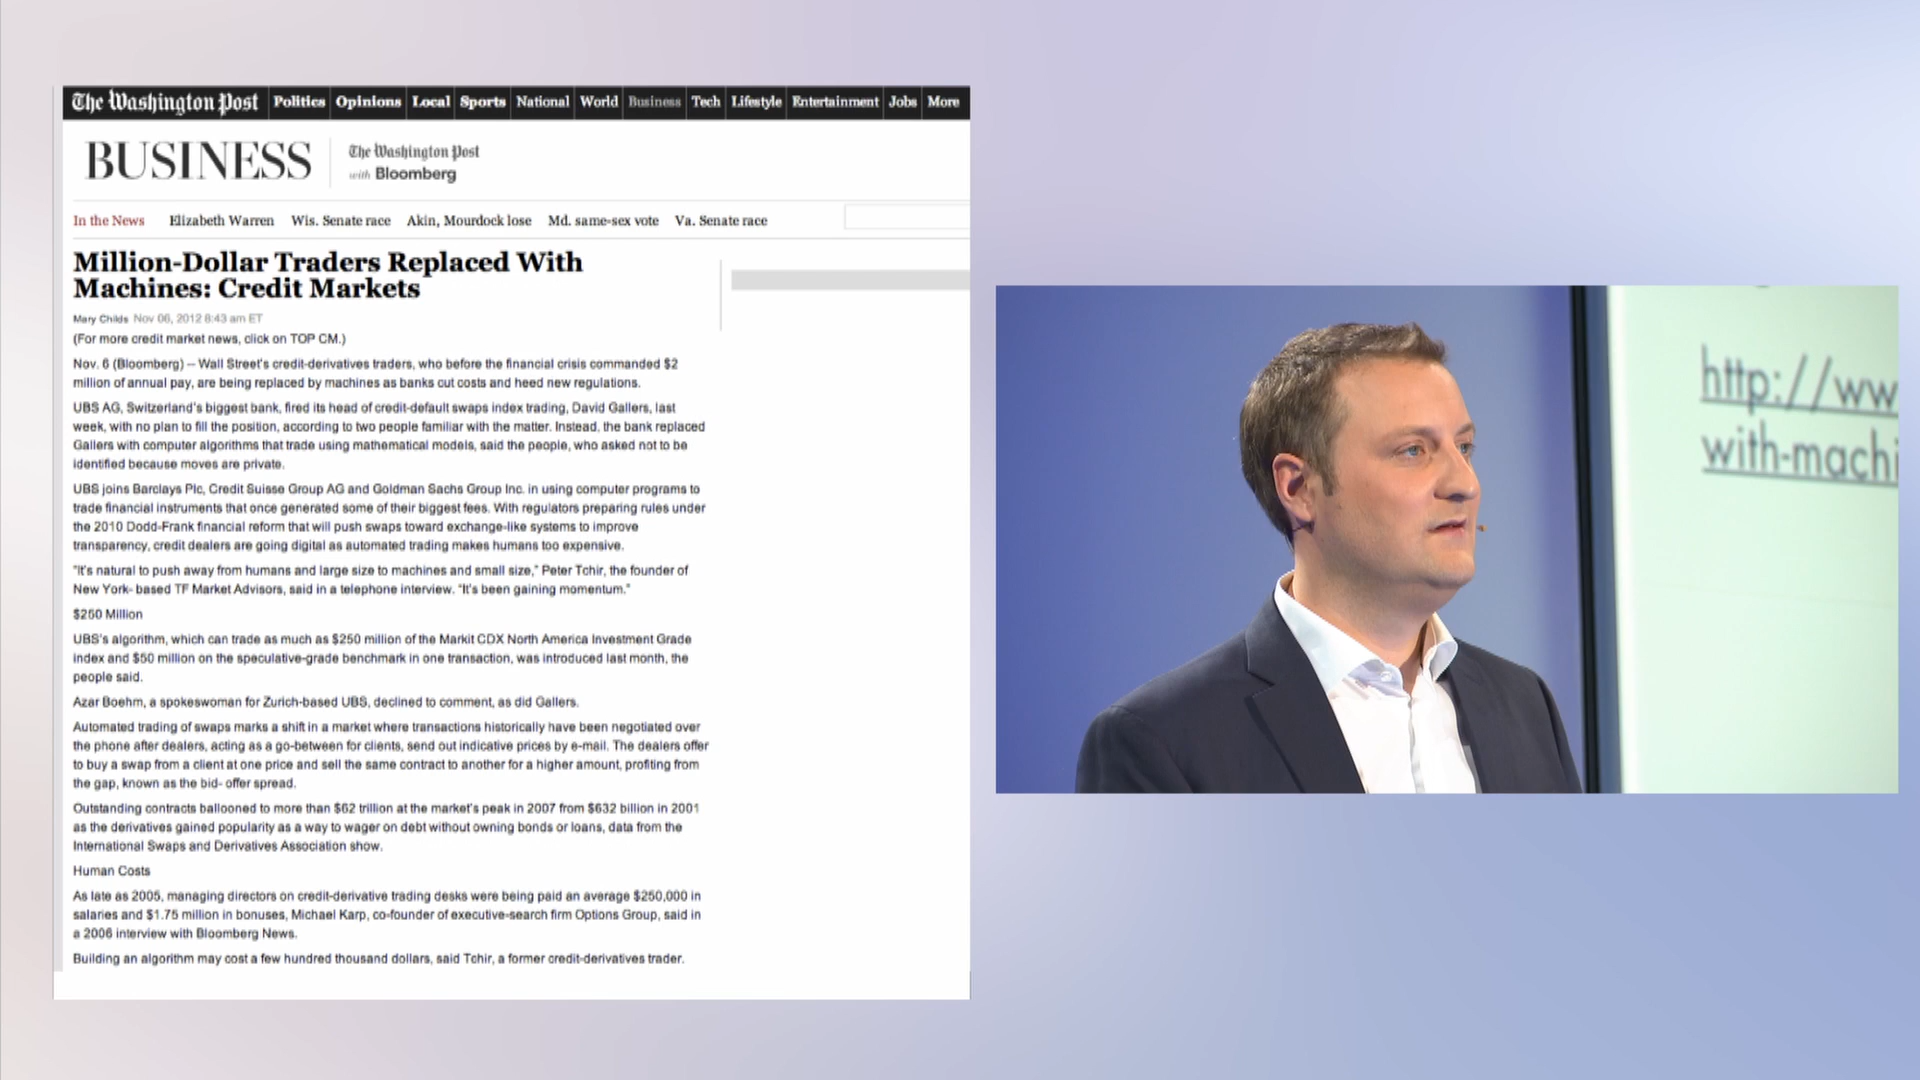 The Washington Post Politics Opinions Local Sports National World Business Tech Lifestyle Entertainment Jobs More
BUSINESS
The Washington Post
with Bloomberg
In the News Elizabeth Warren Wis. Senate race Akin, Mourdock lose Md. same-sex vote Va. Senate race
Million-Dollar Traders Replaced With
Machines: Credit Markets
Mary Childs Nov 06, 2012 8:43 am ET
(For more credit market news, click on TOP CM.)
Nov. 6 (Bloomberg) -- Wall Street's credit-derivatives traders, who before the financial crisis commanded $2
million of annual pay, are being replaced by machines as banks cut costs and heed new regulations.
UBS AG, Switzerland's biggest bank, fired its head of credit-default swaps index trading, David Gallers, last
week, with no plan to fill the position, according to two people familiar with the matter. Instead, the bank replaced
Gallers with computer algorithms that trade using mathematical models, said the people, who asked not to be
identified because moves are private.
UBS joins Barclays Plc, Credit Suisse Group AG and Goldman Sachs Group Inc. in using computer programs to
trade financial instruments that once generated some of their biggest fees. With regulators preparing rules under
the 2010 Dodd-Frank financial reform that will push swaps toward exchange-like systems to improve
transparency, credit dealers are going digital as automated trading makes humans too expensive.
"It's natural to push away from humans and large size to machines and small size," Peter Tchir, the founder of
New York- based TF Market Advisors, said in a telephone interview. "It's been gaining momentum."
$250 Million
UBS's algorithm, which can trade as much as $250 million of the Markit CDX North America Investment Grade
index and $50 million on the speculative-grade benchmark in one transaction, was introduced last month, the
people said.
Azar Boehm, a spokeswoman for Zurich-based UBS, declined to comment, as did Gallers.
Automated trading of swaps marks a shift in a market where transactions historically have been negotiated over
the phone after dealers, acting as a go-between for clients, send out indicative prices by e-mail. The dealers offer
to buy a swap from a client at one price and sell the same contract to another for a higher amount, profiting from
the gap, known as the bid- offer spread.
Outstanding contracts ballooned to more than $62 trillion at the market's peak in 2007 from $632 billion in 2001
as the derivatives gained popularity as a way to wager on debt without owning bonds or loans, data from the
International Swaps and Derivatives Association show.
Human Costs
As late as 2005, managing directors on credit-derivative trading desks were being paid an average $250,000 in
salaries and $1.75 million in bonuses, Michael Karp, co-founder of executive-search firm Options Group, said in
a 2006 interview with Bloomberg News.
Building an algorithm may cost a few hundred thousand dollars, said Tchir, a former credit-derivatives trader.
http://ww
with-machi